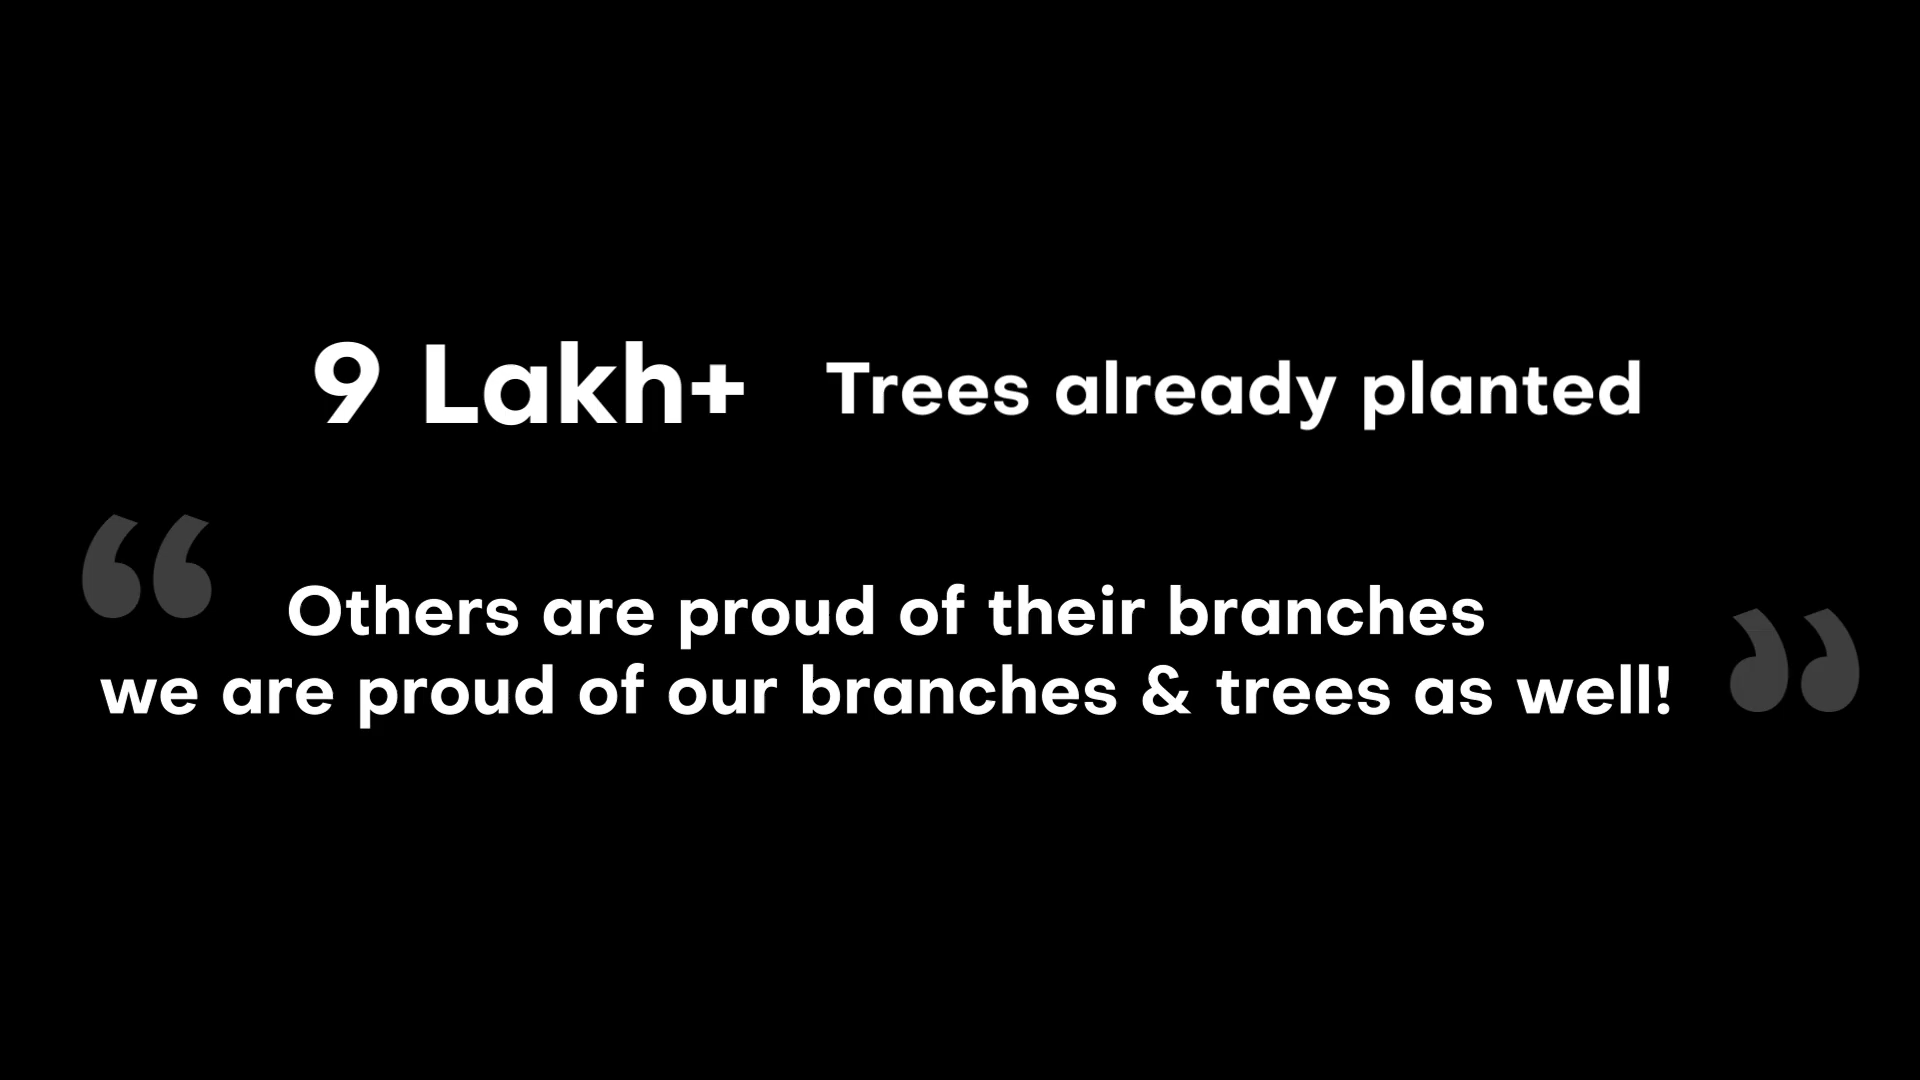 9 Lakh+ Trees already planted
“Others are proud of their branches
we are proud of our branches & trees as well!”